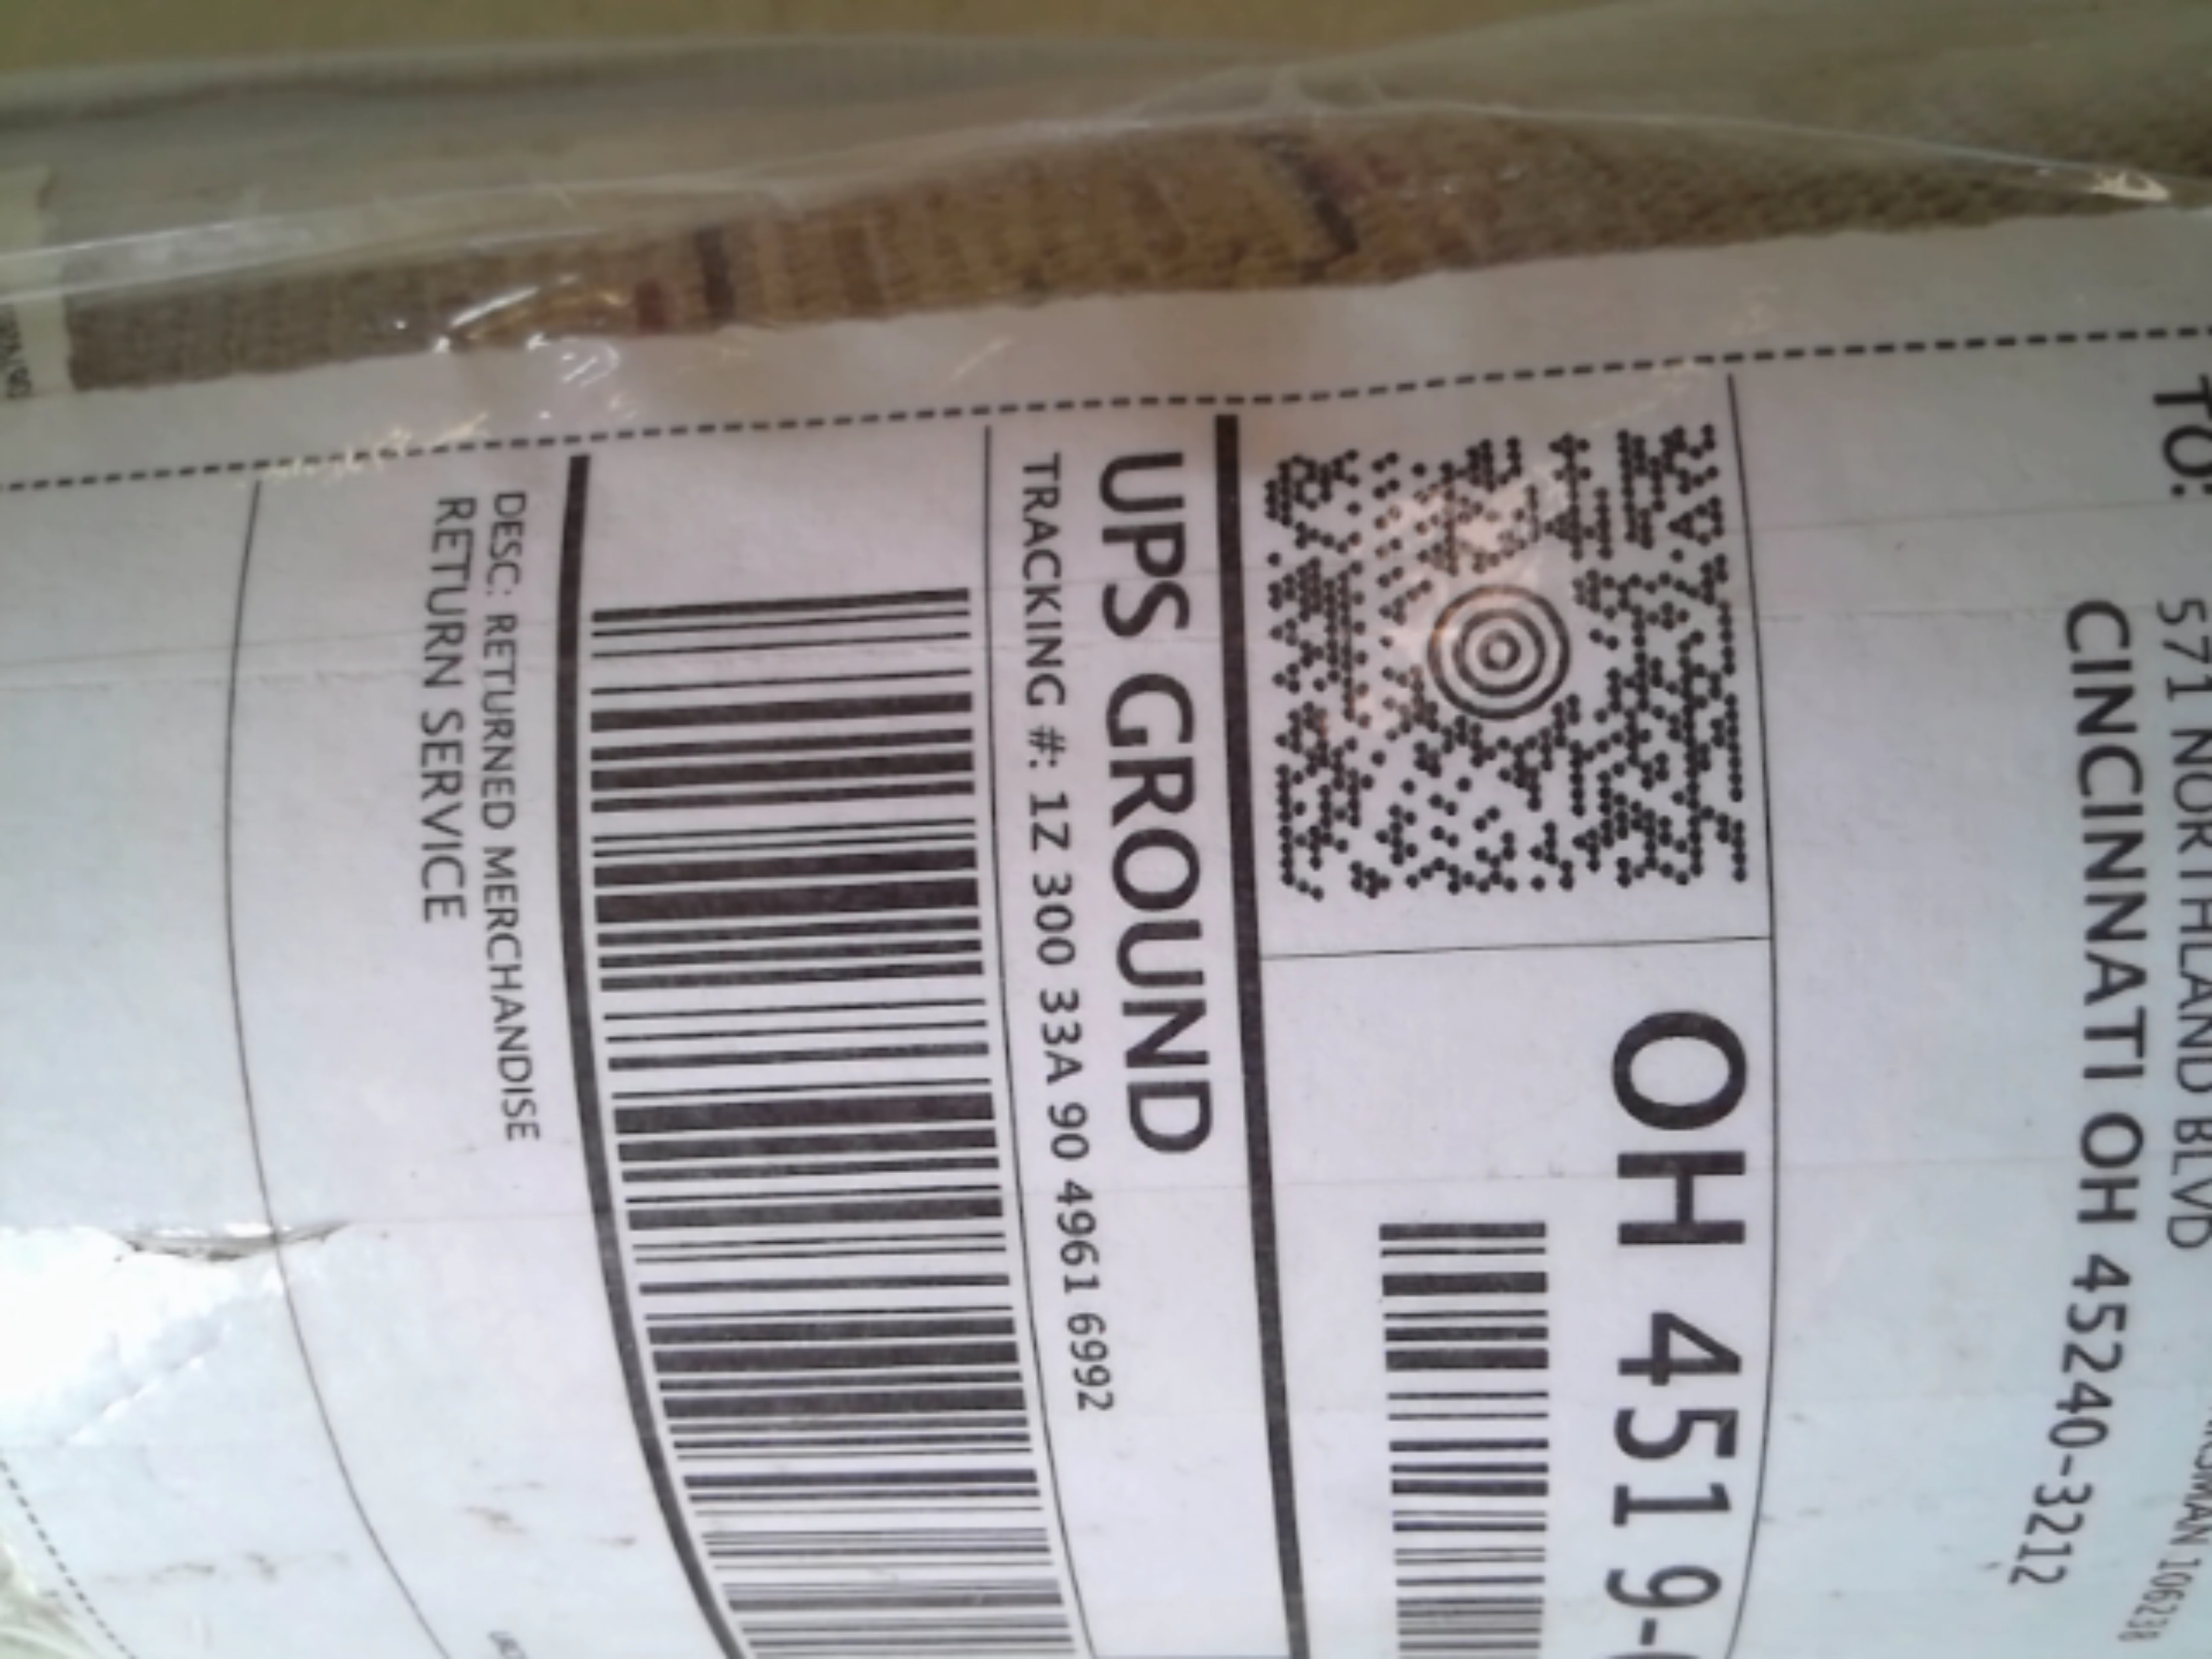 TO:
571 NORTHLAND BLVD
CINCINNATI OH 45240-3212
OH 451 9-
UPS GROUND
TRACKING #: 1Z 300 33A 90 4961 6992
DESC: RETURNED MERCHANDISE
RETURN SERVICE